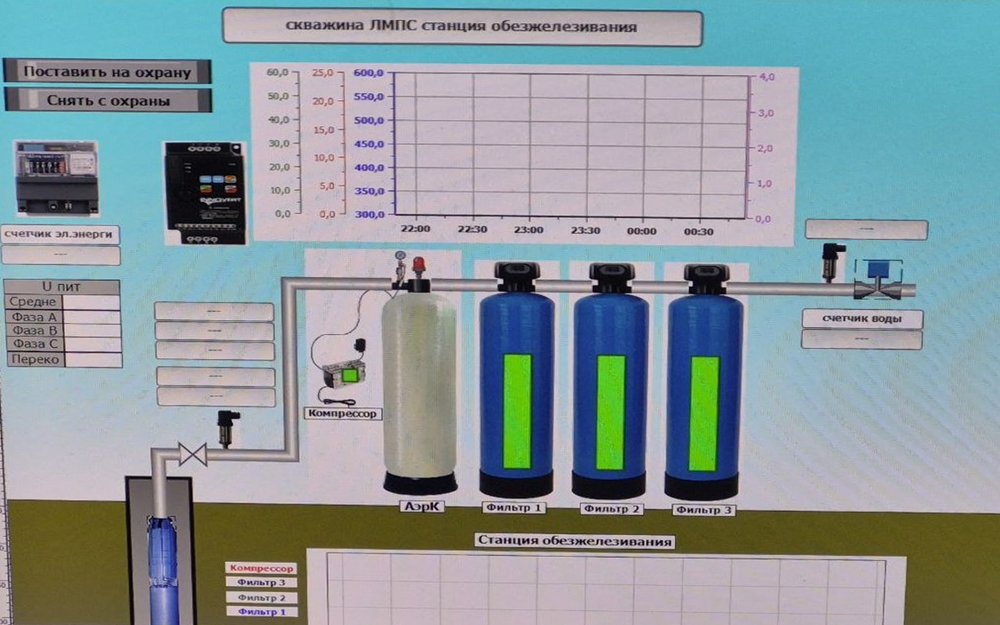 скважина ЛМПС станция обезжелезивания
Поставить на охрану
Снять с охраны
60,0 25,0 600,0 4,0
50,0 20,0 550,0 3,0
40,0 15,0 500,0 2,0
30,0 10,0 450,0 1,0
20,0 5,0 400,0 0,0
10,0 0,0 350,0
0,0 300,0
22:00 22:30 23:00 23:30 00:00 00:30
счетчик эл.энерги
---
U пит
Средне
Фаза А
Фаза В
Фаза С
Переко
---
---
---
---
---
---
счетчик воды
---
Компрессор
АэрК
Фильтр 1
Фильтр 2
Фильтр 3
Станция обезжелезивания
Компрессор
Фильтр 3
Фильтр 2
Фильтр 1